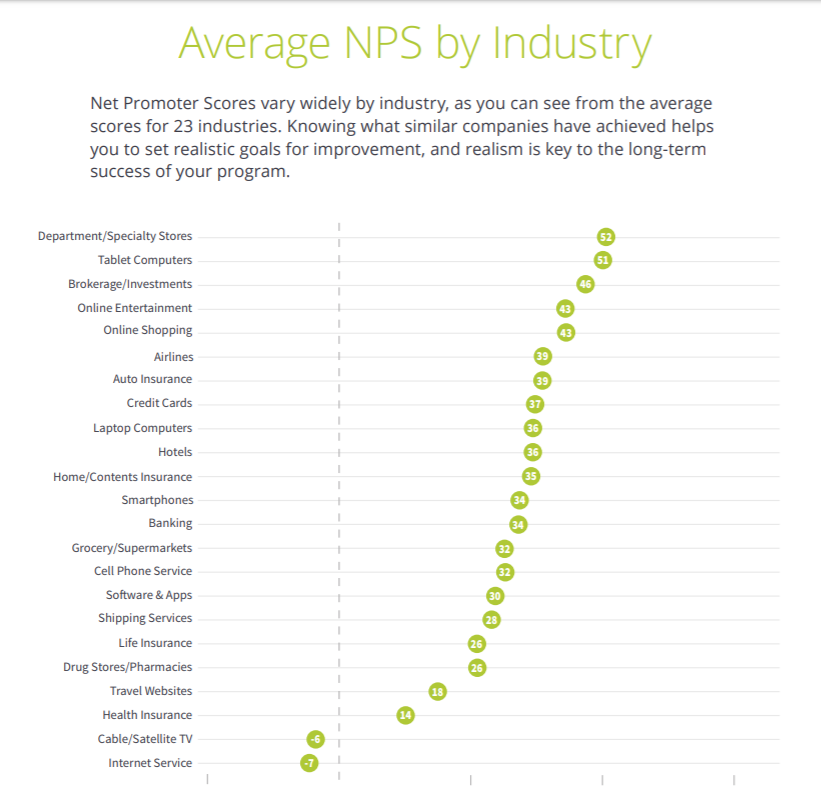 Average NPS by Industry
Net Promoter Scores vary widely by industry, as you can see from the average
scores for 23 industries. Knowing what similar companies have achieved helps
you to set realistic goals for improvement, and realism is key to the long-term
success of your program.
Department/Specialty Stores 52
Tablet Computers 51
Brokerage/Investments 46
Online Entertainment 43
Online Shopping 43
Airlines 39
Auto Insurance 39
Credit Cards 37
Laptop Computers 36
Hotels 36
Home/Contents Insurance 35
Smartphones 34
Banking 34
Grocery/Supermarkets 32
Cell Phone Service 32
Software & Apps 30
Shipping Services 28
Life Insurance 26
Drug Stores/Pharmacies 26
Travel Websites 18
Health Insurance 14
Cable/Satellite TV -6
Internet Service -7